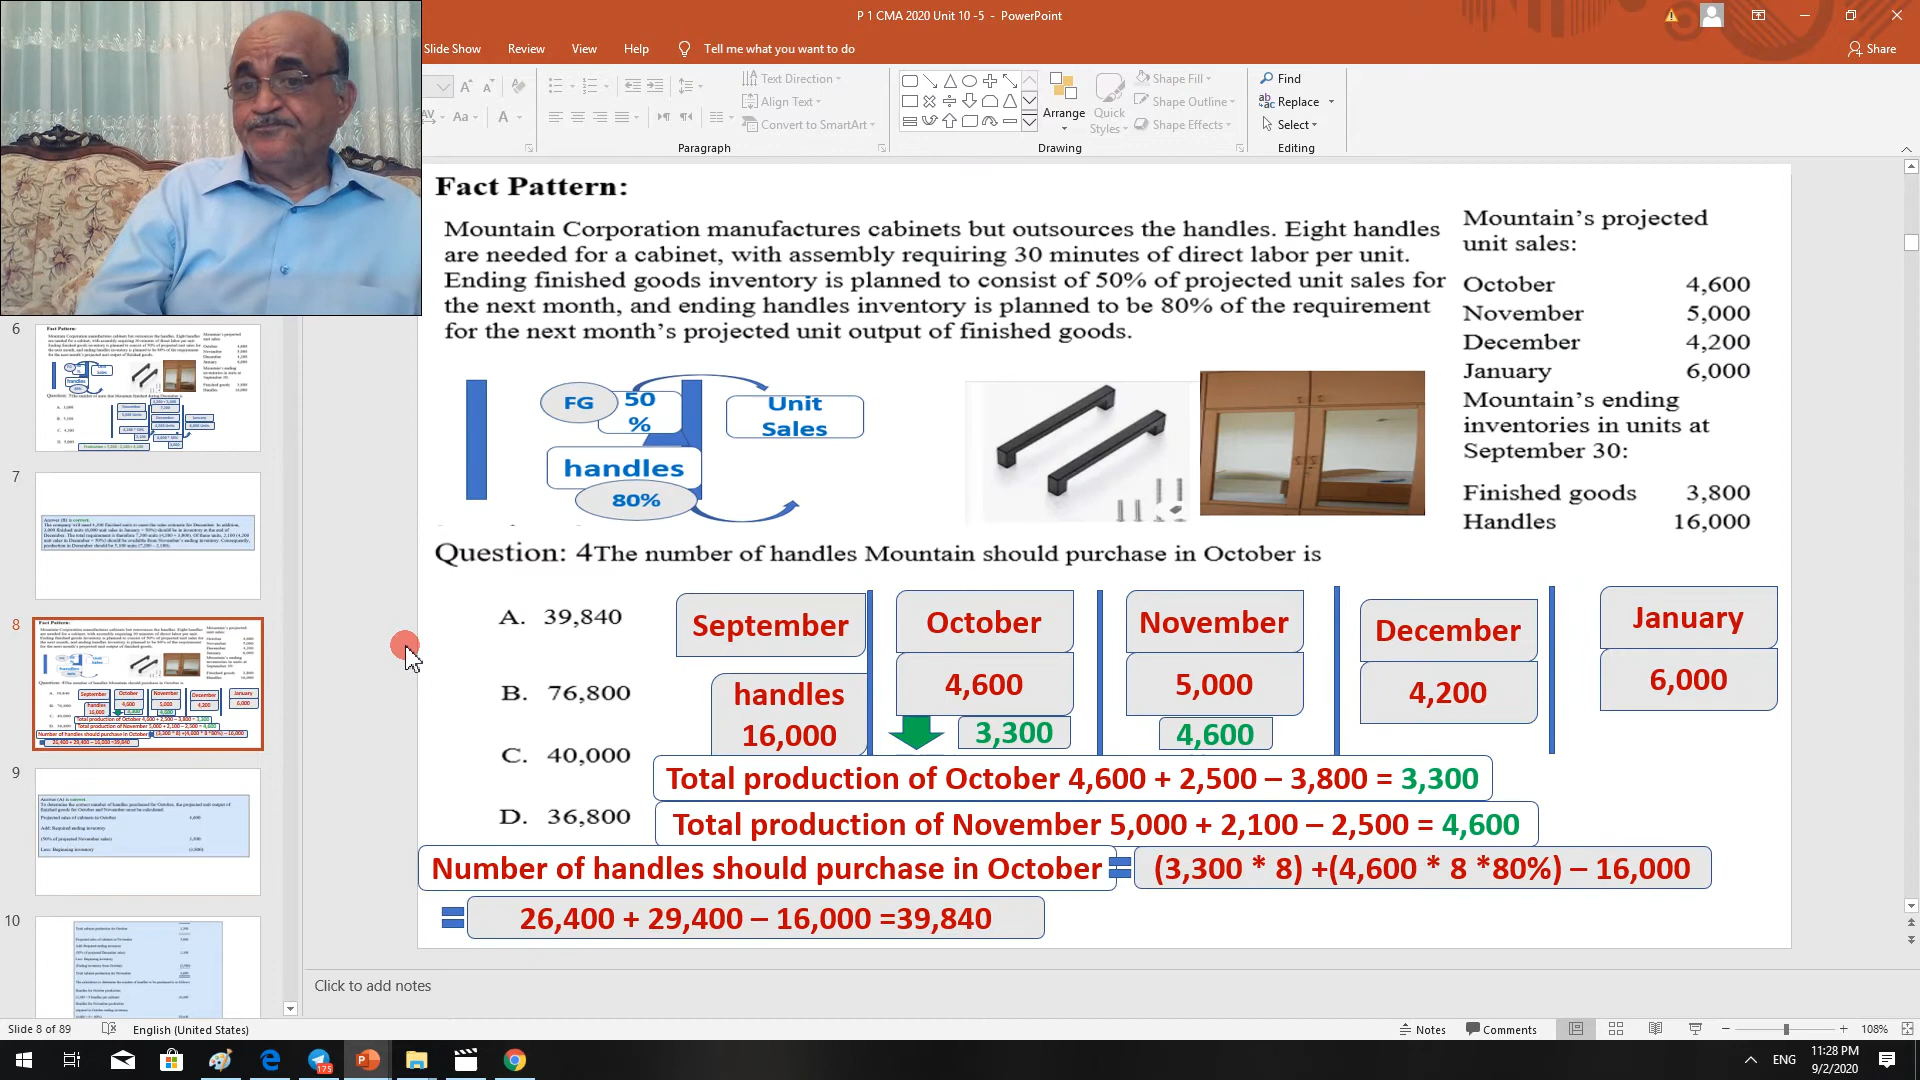 P 1 CMA 2020 Unit 10 -5 - PowerPoint
Slide Show Review View Help Tell me what you want to do
Share
Text Direction
Align Text
Convert to SmartArt
Paragraph
Arrange
Quick Styles
Shape Fill
Shape Outline
Shape Effects
Drawing
Find
Replace
Select
Editing
Fact Pattern:
Mountain Corporation manufactures cabinets but outsources the handles. Eight handles
are needed for a cabinet, with assembly requiring 30 minutes of direct labor per unit.
Ending finished goods inventory is planned to consist of 50% of projected unit sales for
the next month, and ending handles inventory is planned to be 80% of the requirement
for the next month's projected unit output of finished goods.
Mountain's projected
unit sales:
October 4,600
November 5,000
December 4,200
January 6,000
Mountain's ending
inventories in units at
September 30:
Finished goods 3,800
Handles 16,000
FG
50
%
Unit
Sales
handles
80%
Question: 4 The number of handles Mountain should purchase in October is
A. 39,840
B. 76,800
C. 40,000
D. 36,800
September
handles
16,000
October
4,600
3,300
November
5,000
4,600
December
4,200
January
6,000
Total production of October 4,600 + 2,500 – 3,800 = 3,300
Total production of November 5,000 + 2,100 – 2,500 = 4,600
Number of handles should purchase in October = (3,300 * 8) +(4,600 * 8 *80%) – 16,000
= 26,400 + 29,400 – 16,000 =39,840
6
7
8
9
10
Click to add notes
Slide 8 of 89 English (United States)
Notes Comments 108%
175
ENG
11:28 PM
9/2/2020